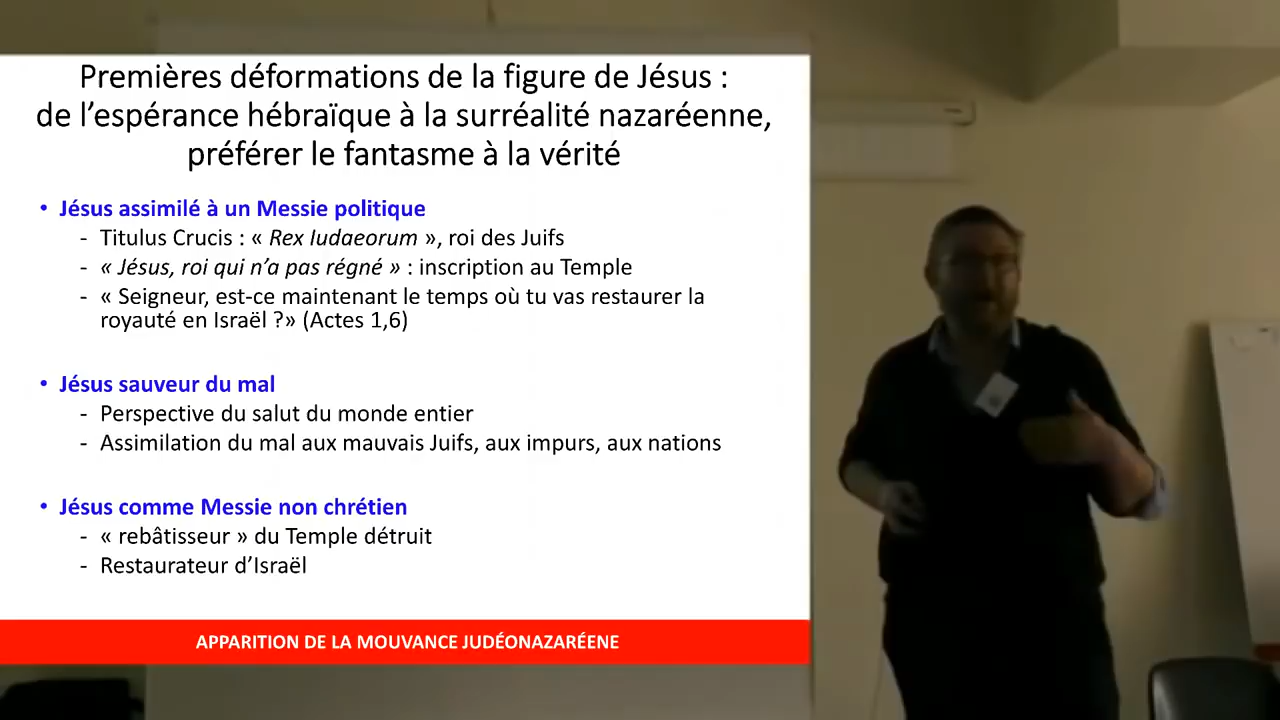 Premières déformations de la figure de Jésus :
de l’espérance hébraïque à la surréalité nazaréenne,
préférer le fantasme à la vérité
• Jésus assimilé à un Messie politique
- Titulus Crucis : « Rex Iudaeorum », roi des Juifs
- « Jésus, roi qui n’a pas régné » : inscription au Temple
- « Seigneur, est-ce maintenant le temps où tu vas restaurer la
royauté en Israël ?» (Actes 1,6)
• Jésus sauveur du mal
- Perspective du salut du monde entier
- Assimilation du mal aux mauvais Juifs, aux impurs, aux nations
• Jésus comme Messie non chrétien
- « rebâtisseur » du Temple détruit
- Restaurateur d’Israël
APPARITION DE LA MOUVANCE JUDÉONAZARÉENE